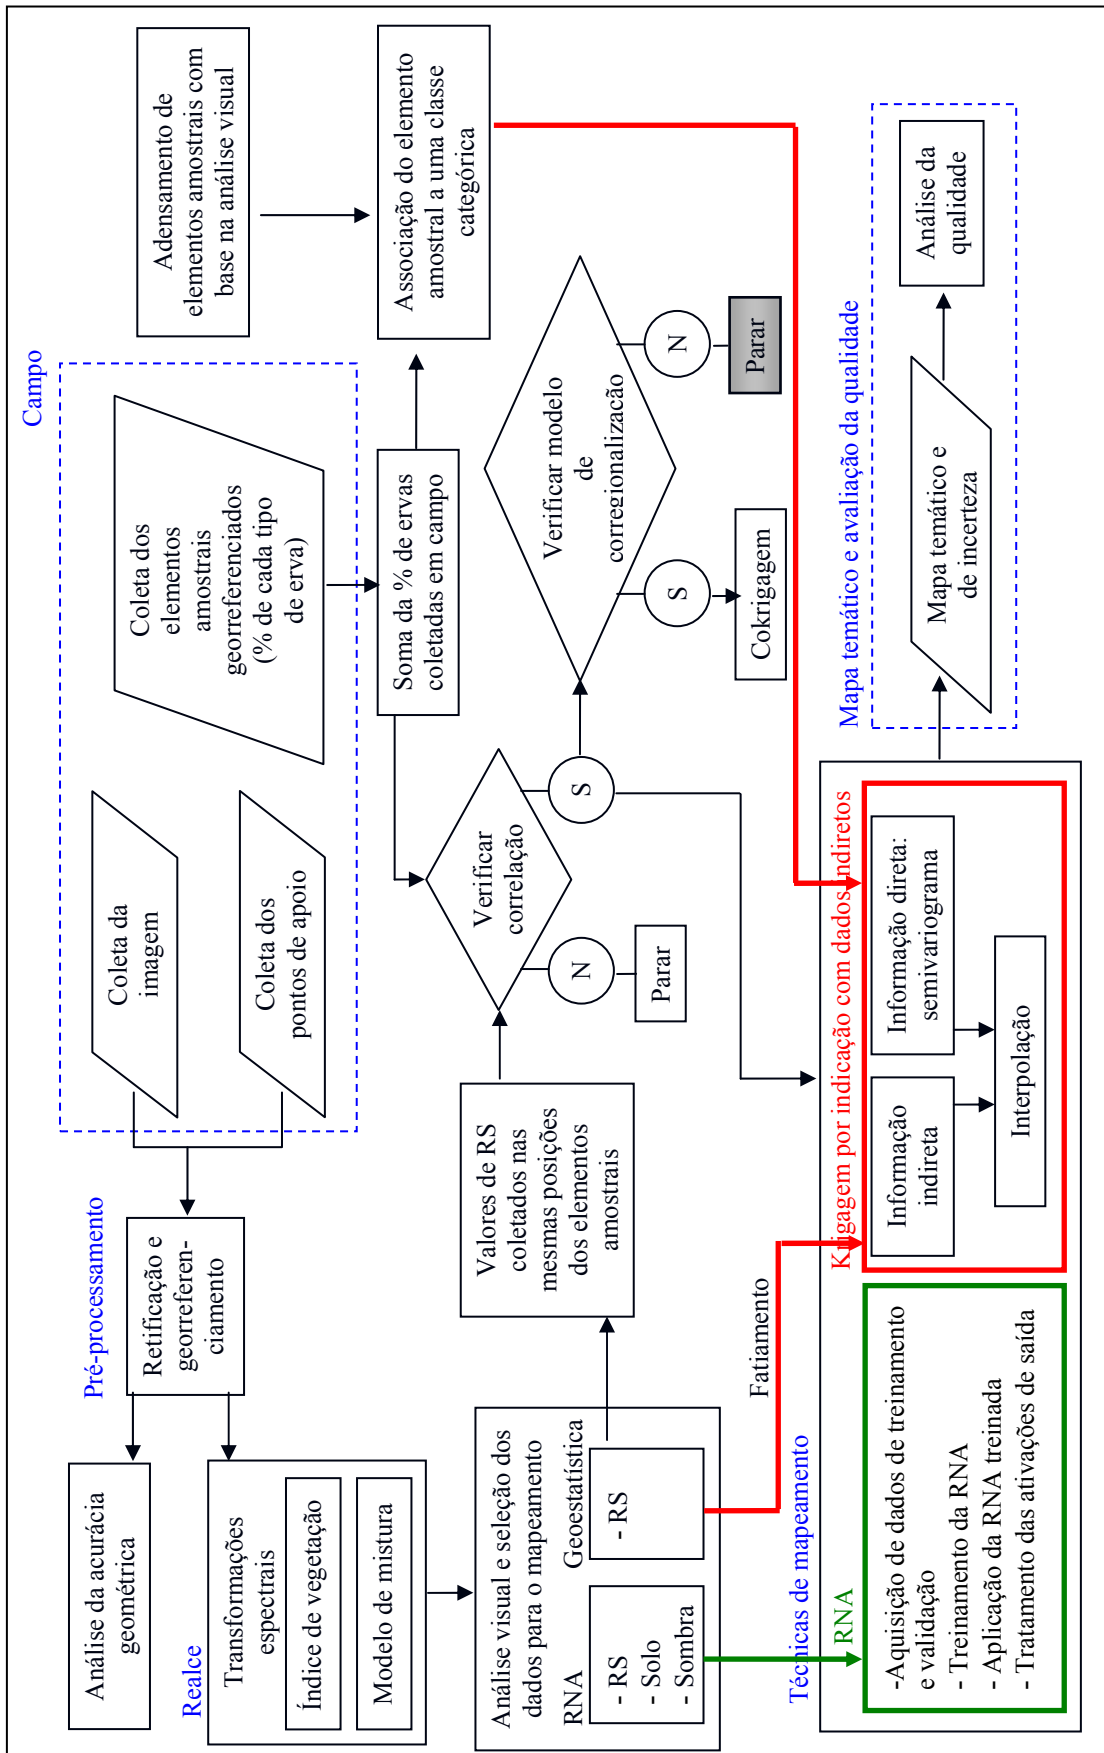 Campo
Coleta da
imagem
Coleta dos
pontos de apoio
Coleta dos
elementos
amostrais
georreferenciados
(% de cada tipo
de erva)
Adensamento de
elementos amostrais com
base na análise visual
Pré-processamento
Retificação e
georreferen-
ciamento
Análise da acurácia
geométrica
Realce
Transformações
espectrais
Índice de vegetação
Modelo de mistura
Soma da % de ervas
coletadas em campo
Associação do elemento
amostral a uma classe
categórica
Análise visual e seleção dos
dados para o mapeamento
RNA
- RS
- Solo
- Sombra
Geoestatística
- RS
Valores de RS
coletados nas
mesmas posições
dos elementos
amostrais
Verificar
correlação
N
Parar
S
Verificar modelo
de
corregionalizacão
S
Cokrigagem
N
Parar
Fatiamento
Técnicas de mapeamento
RNA
-Aquisição de dados de treinamento
e validação
- Treinamento da RNA
- Aplicação da RNA treinada
- Tratamento das ativações de saída
Krigagem por indicação com dados indiretos
Informação
indireta
Informação direta:
semivariograma
Interpolação
Mapa temático e avaliação da qualidade
Mapa temático e
de incerteza
Análise da
qualidade